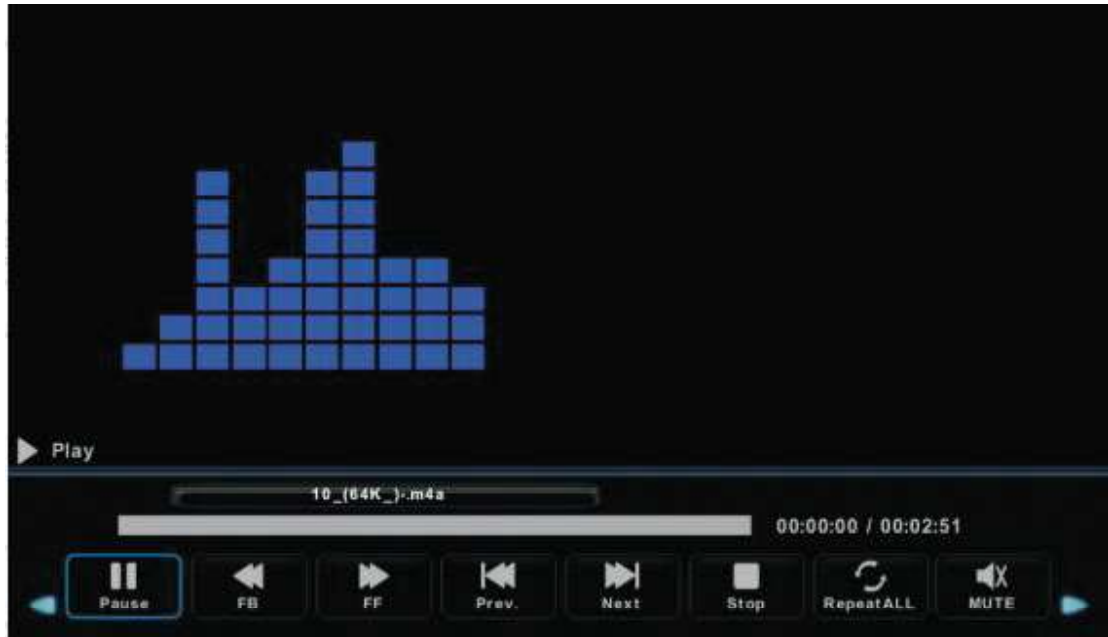 Play
10_(64K_)-.m4a
00:00:00 / 00:02:51
Pause FB FF Prev. Next Stop RepeatALL MUTE